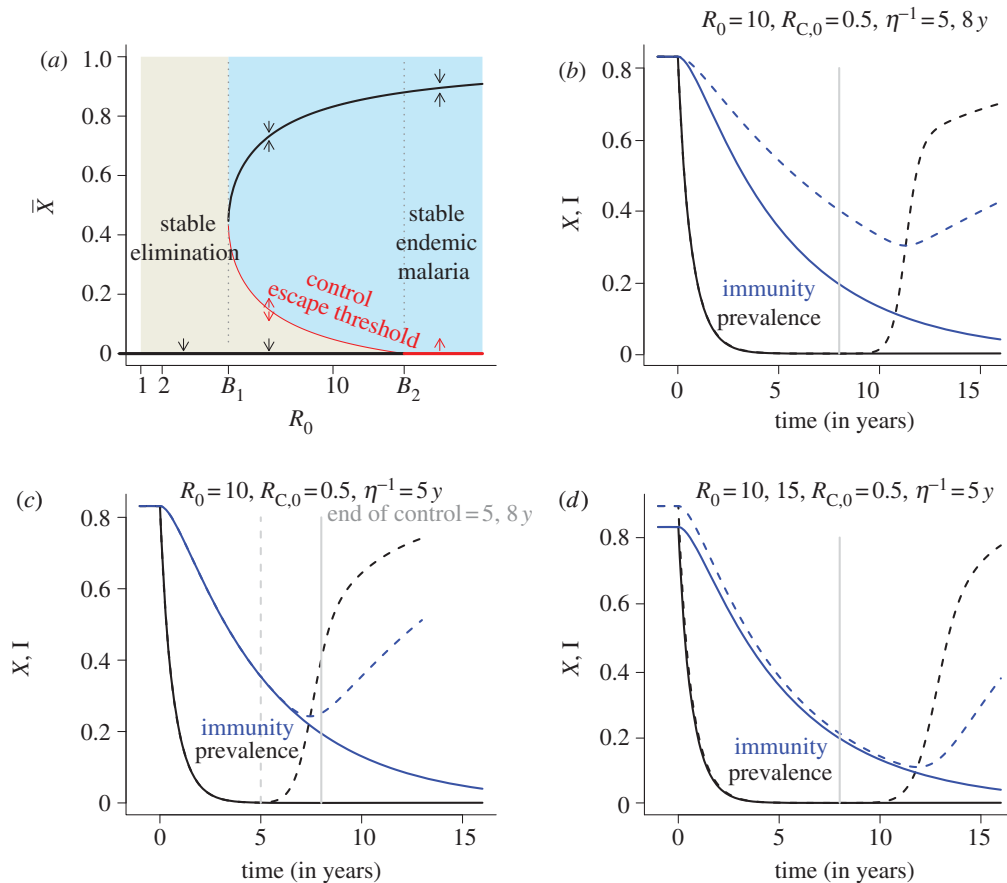 (a)
1.0
0.8
0.6
0.4
0.2
0
X̄
stable
elimination
stable
endemic
malaria
control
escape threshold
1 2 B₁ 10 B₂
R₀
(b)
R₀ = 10, R_C,0 = 0.5, η⁻¹ = 5, 8 y
0.8
0.6
0.4
0.2
0
X, I
immunity
prevalence
0 5 10 15
time (in years)
(c)
R₀ = 10, R_C,0 = 0.5, η⁻¹ = 5 y
end of control = 5, 8 y
0.8
0.6
0.4
0.2
0
X, I
immunity
prevalence
0 5 10 15
time (in years)
(d)
R₀ = 10, 15, R_C,0 = 0.5, η⁻¹ = 5 y
0.8
0.6
0.4
0.2
0
X, I
immunity
prevalence
0 5 10 15
time (in years)